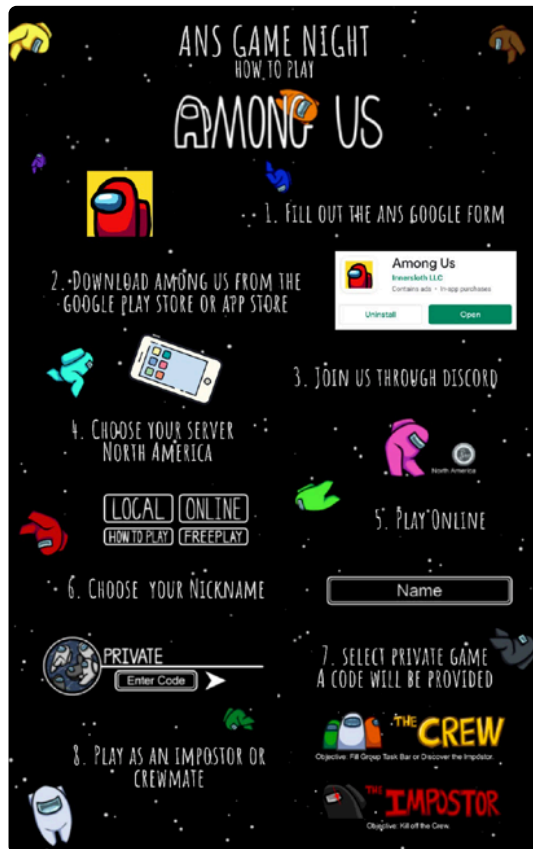 ANS GAME NIGHT
HOW TO PLAY
AMONG US
1. FILL OUT THE ANS GOOGLE FORM
Among Us
Innersloth LLC
Contains ads • In-app purchases
Uninstall
Open
2. DOWNLOAD AMONG US FROM THE
GOOGLE PLAY STORE OR APP STORE
3. JOIN US THROUGH DISCORD
4. CHOOSE YOUR SERVER
NORTH AMERICA
North America
LOCAL
ONLINE
HOW TO PLAY
FREEPLAY
5. PLAY ONLINE
6. CHOOSE YOUR NICKNAME
Name
PRIVATE
Enter Code
7. SELECT PRIVATE GAME
A CODE WILL BE PROVIDED
8. PLAY AS AN IMPOSTOR OR
CREWMATE
THE CREW
Objective: Fill Group Task Bar or Discover the Impostor.
THE IMPOSTOR
Objective: Kill off the Crew.